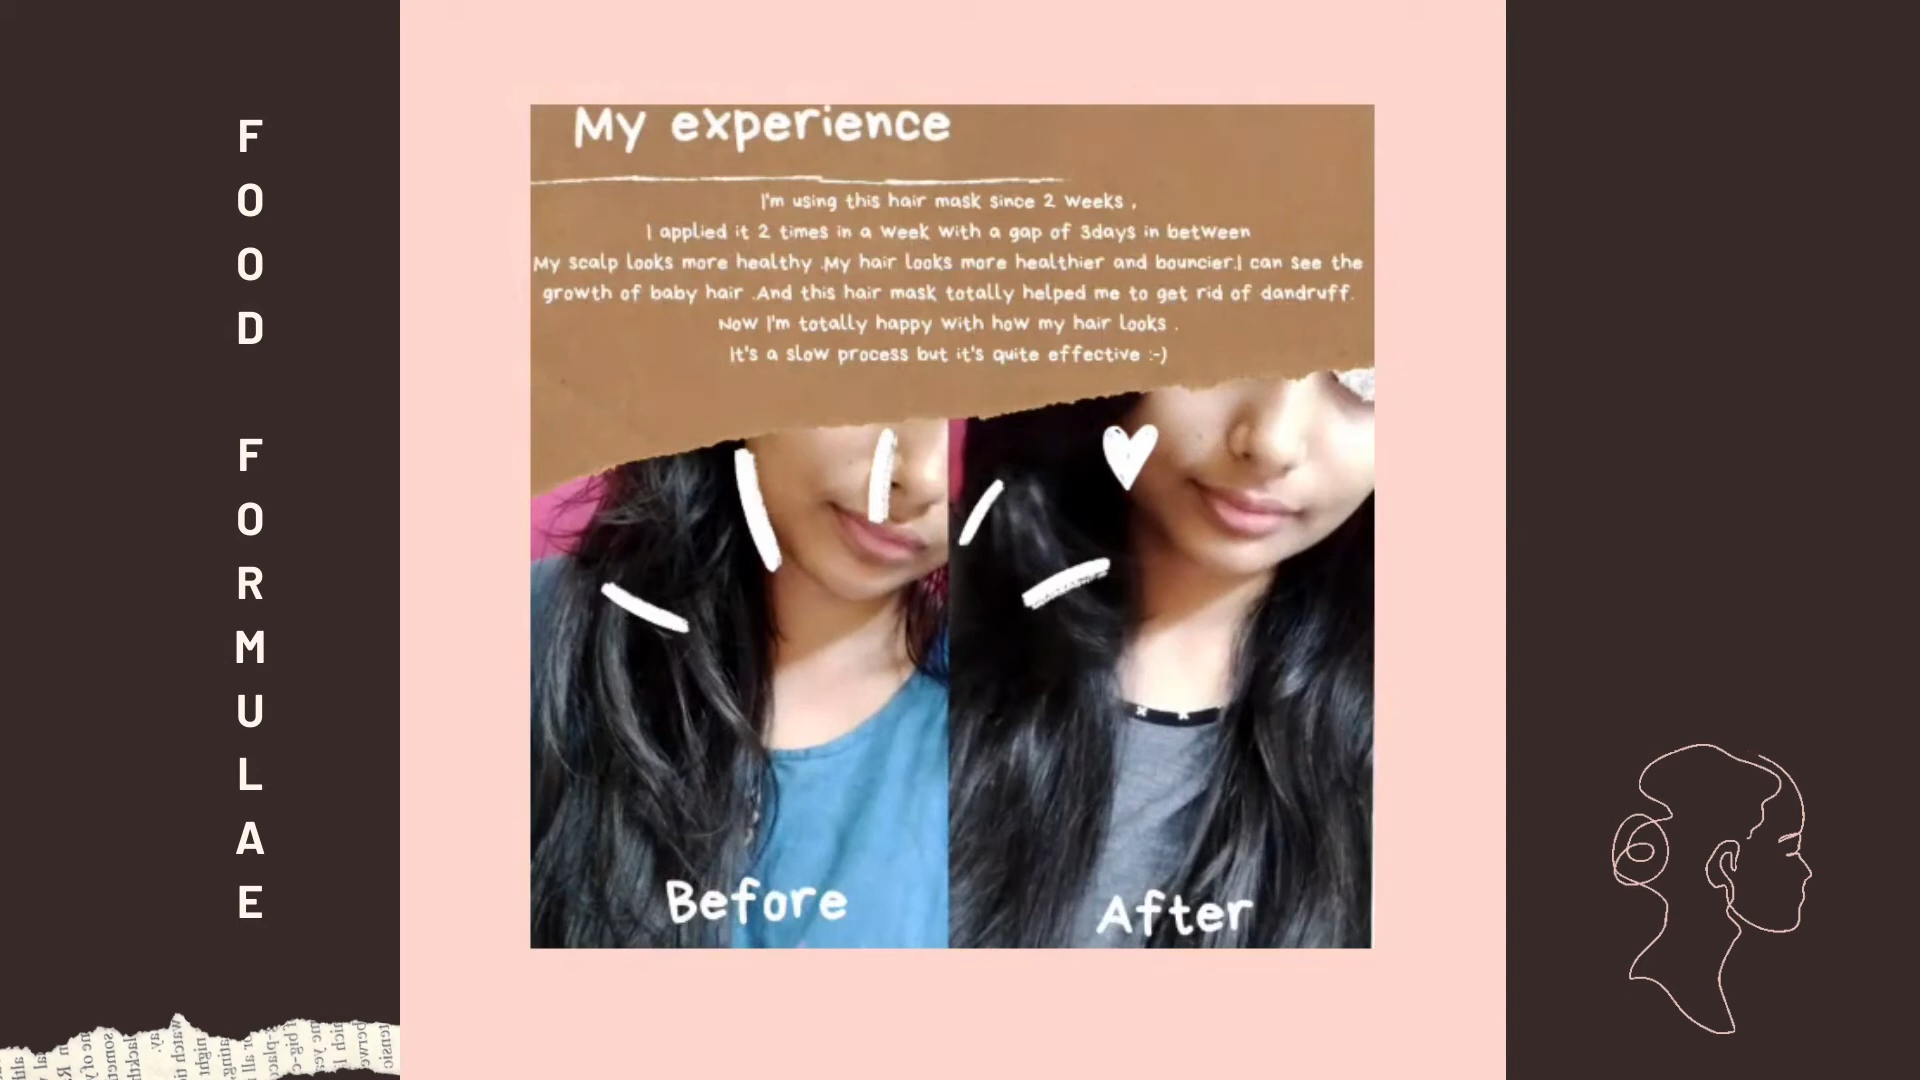 FOOD FORMULAE
My experience
I'm using this hair mask since 2 weeks ,
I applied it 2 times in a week with a gap of 3days in between
My scalp looks more healthy .My hair looks more healthier and bouncier.I can see the
growth of baby hair .And this hair mask totally helped me to get rid of dandruff.
Now I'm totally happy with how my hair looks .
It's a slow process but it's quite effective :-)
Before
After